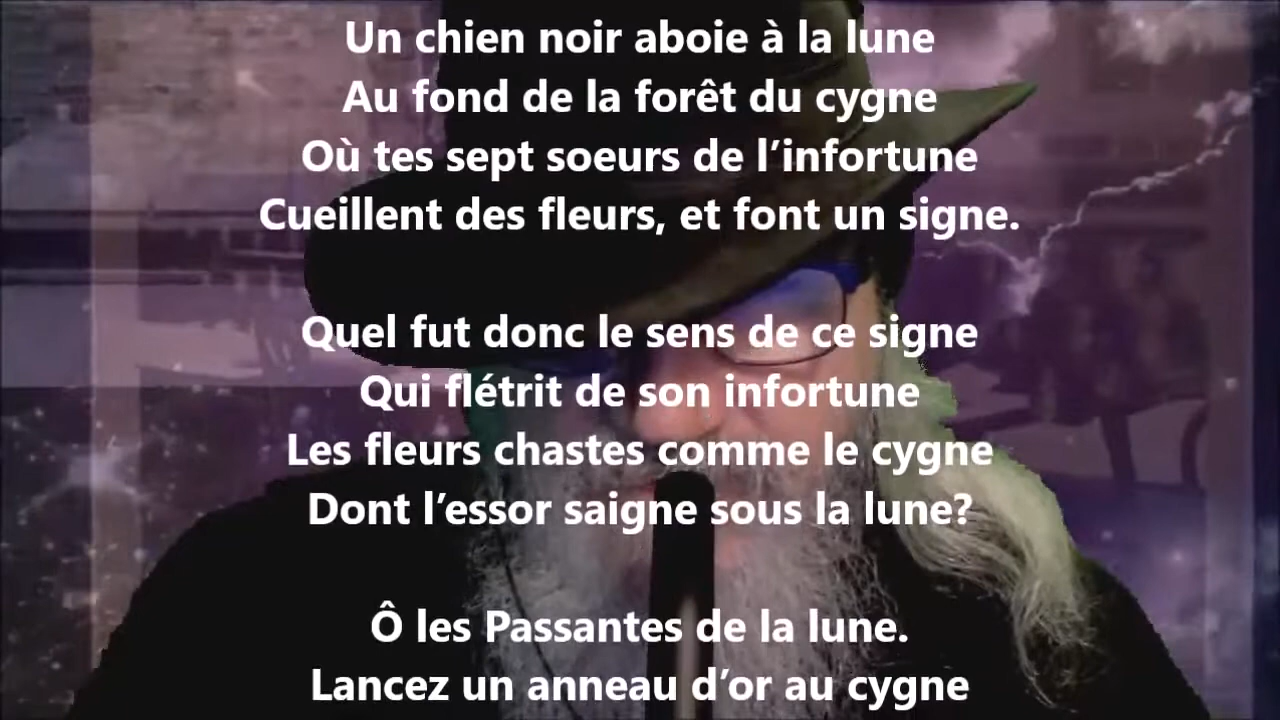 Un chien noir aboie à la lune
Au fond de la forêt du cygne
Où tes sept soeurs de l’infortune
Cueillent des fleurs, et font un signe.
Quel fut donc le sens de ce signe
Qui flétrit de son infortune
Les fleurs chastes comme le cygne
Dont l’essor saigne sous la lune?
Ô les Passantes de la lune.
Lancez un anneau d’or au cygne